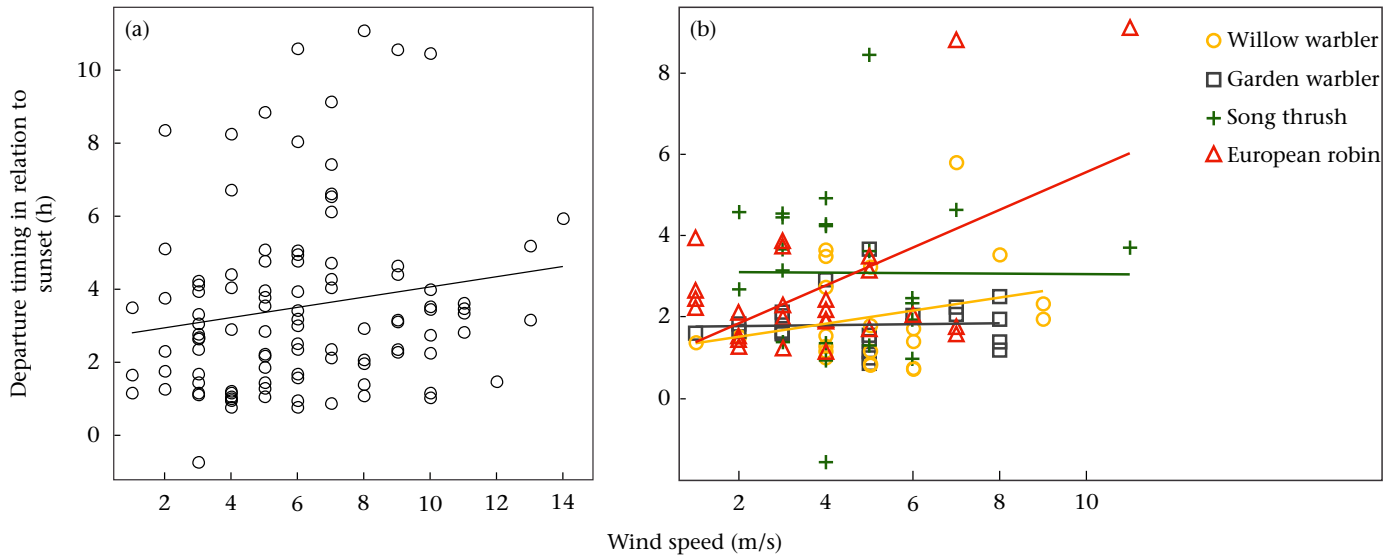 (a)
(b)
Departure timing in relation to
sunset (h)
10
8
6
4
2
0
2
4
6
8
10
12
14
8
6
4
2
0
2
4
6
8
10
Willow warbler
Garden warbler
Song thrush
European robin
Wind speed (m/s)